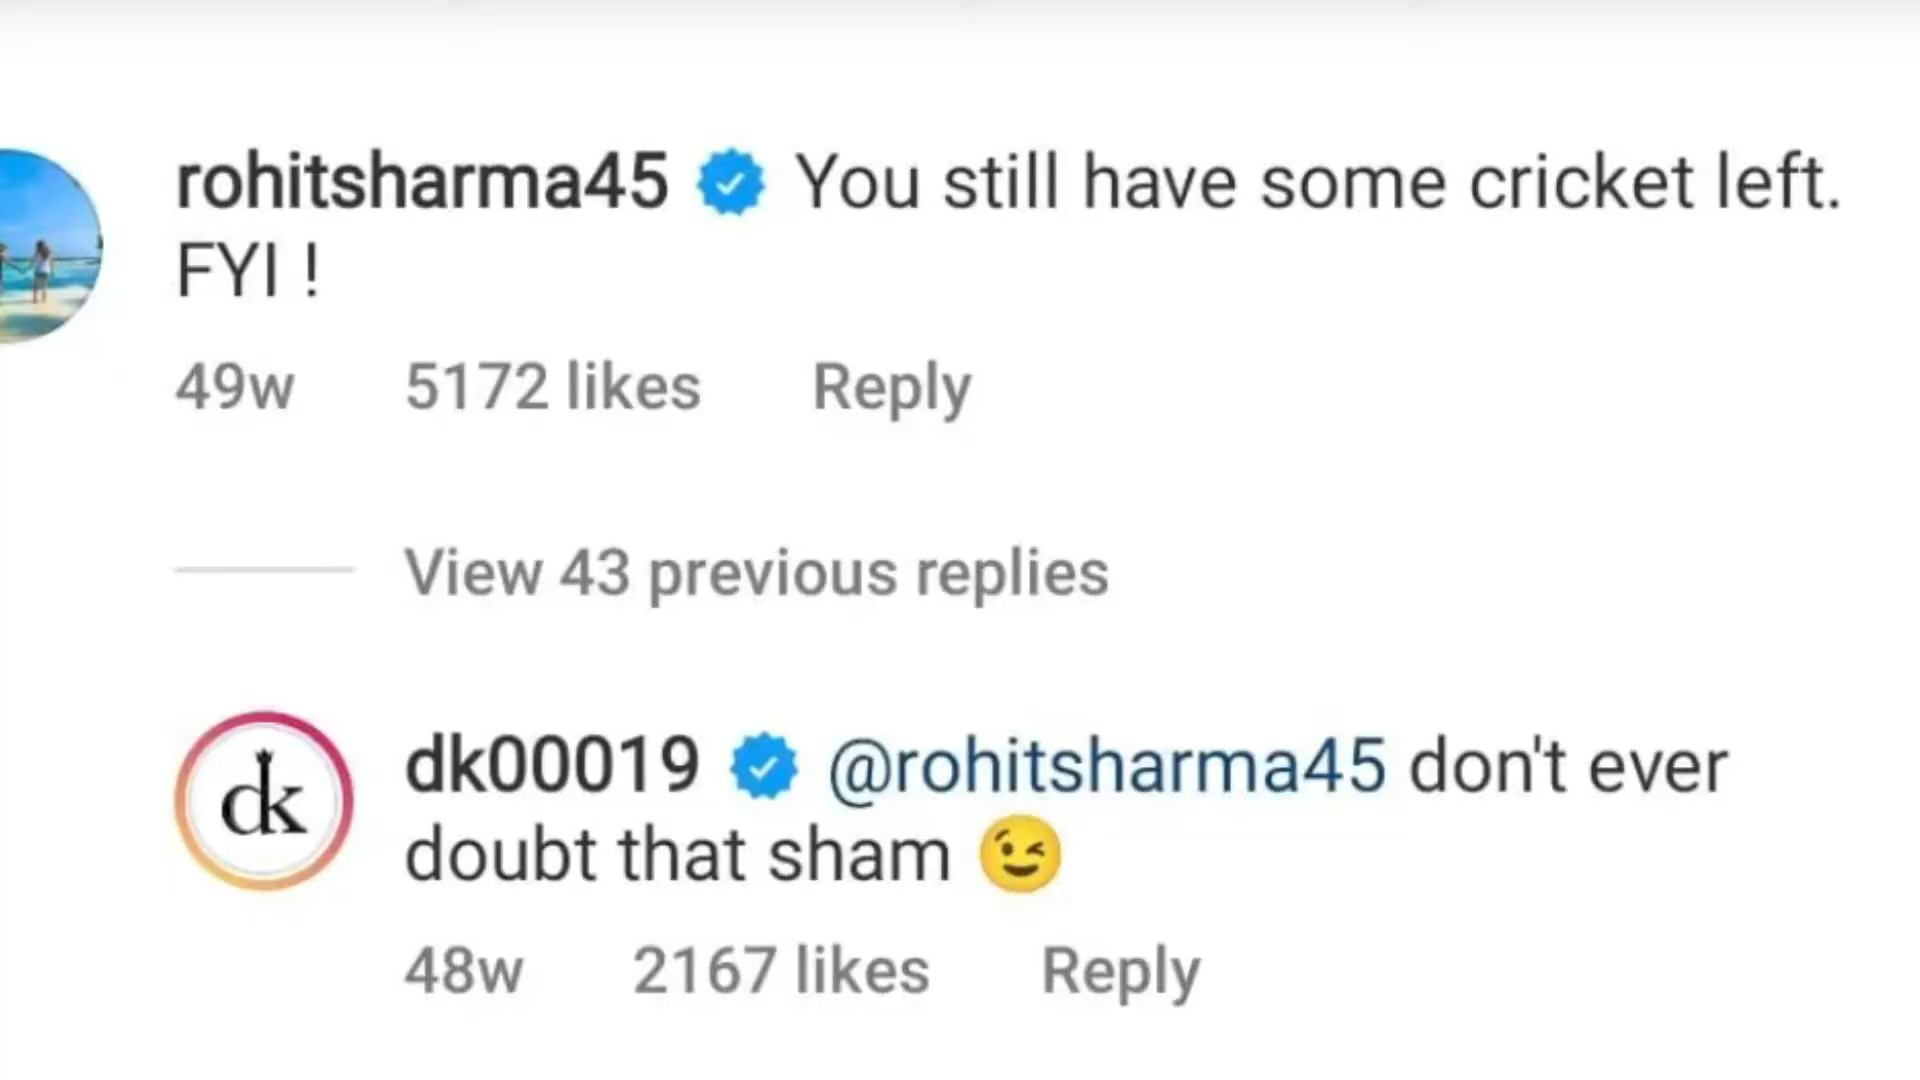 rohitsharma45 You still have some cricket left.
FYI !
49w 5172 likes Reply
View 43 previous replies
dk
dk00019 @rohitsharma45 don't ever
doubt that sham 😉
48w 2167 likes Reply